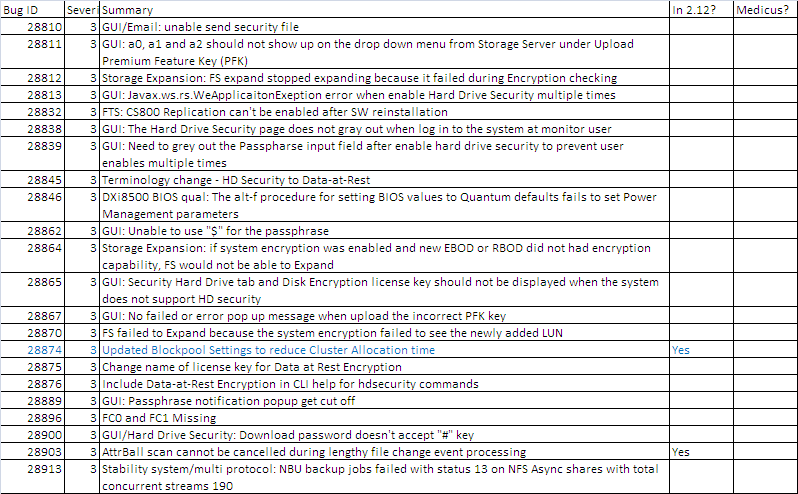 Bug ID Severi Summary In 2.12? Medicus?
28810 3 GUI/Email: unable send security file
28811 3 GUI: a0, a1 and a2 should not show up on the drop down menu from Storage Server under Upload
Premium Feature Key (PFK)
28812 3 Storage Expansion: FS expand stopped expanding because it failed during Encryption checking
28813 3 GUI: Javax.ws.rs.WeApplicaitonExeption error when enable Hard Drive Security multiple times
28832 3 FTS: CS800 Replication can't be enabled after SW reinstallation
28838 3 GUI: The Hard Drive Security page does not gray out when log in to the system at monitor user
28839 3 GUI: Need to grey out the Passpharse input field after enable hard drive security to prevent user
enables multiple times
28845 3 Terminology change - HD Security to Data-at-Rest
28846 3 DXi8500 BIOS qual: The alt-f procedure for setting BIOS values to Quantum defaults fails to set Power
Management parameters
28862 3 GUI: Unable to use "$" for the passphrase
28864 3 Storage Expansion: if system encryption was enabled and new EBOD or RBOD did not had encryption
capability, FS would not be able to Expand
28865 3 GUI: Security Hard Drive tab and Disk Encryption license key should not be displayed when the system
does not support HD security
28867 3 GUI: No failed or error pop up message when upload the incorrect PFK key
28870 3 FS failed to Expand because the system encryption failed to see the newly added LUN
28874 3 Updated Blockpool Settings to reduce Cluster Allocation time Yes
28875 3 Change name of license key for Data at Rest Encryption
28876 3 Include Data-at-Rest Encryption in CLI help for hdsecurity commands
28889 3 GUI: Passphrase notification popup get cut off
28896 3 FC0 and FC1 Missing
28900 3 GUI/Hard Drive Security: Download password doesn't accept "#" key
28903 3 AttrBall scan cannot be cancelled during lengthy file change event processing Yes
28913 3 Stability system/multi protocol: NBU backup jobs failed with status 13 on NFS Async shares with total
concurrent streams 190